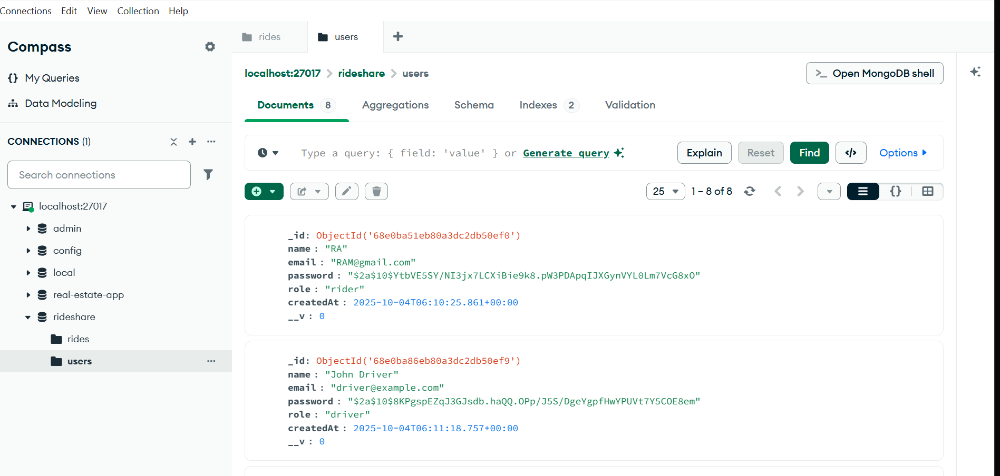 Connections Edit View Collection Help
Compass
My Queries
Data Modeling
CONNECTIONS (1)
Search connections
localhost:27017
admin
config
local
real-estate-app
rideshare
rides
users
rides users
localhost:27017 > rideshare > users
>_ Open MongoDB shell
Documents 8 Aggregations Schema Indexes 2 Validation
Type a query: { field: 'value' } or Generate query
Explain Reset Find </> Options
25 1 – 8 of 8 {}
_id: ObjectId('68e0ba51eb80a3dc2db50ef0')
name : "RA"
email : "RAM@gmail.com"
password : "$2a$10$YtbVE5SY/NI3jx7LCXiBie9k8.pW3PDApqIJXGynVYL0Lm7VcG8xO"
role : "rider"
createdAt : 2025-10-04T06:10:25.861+00:00
__v : 0
_id: ObjectId('68e0ba86eb80a3dc2db50ef9')
name : "John Driver"
email : "driver@example.com"
password : "$2a$10$8KPgspEZqJ3GJsdb.haQQ.OPp/J5S/DgeYgpfHwYPUVt7Y5COE8em"
role : "driver"
createdAt : 2025-10-04T06:11:18.757+00:00
__v : 0